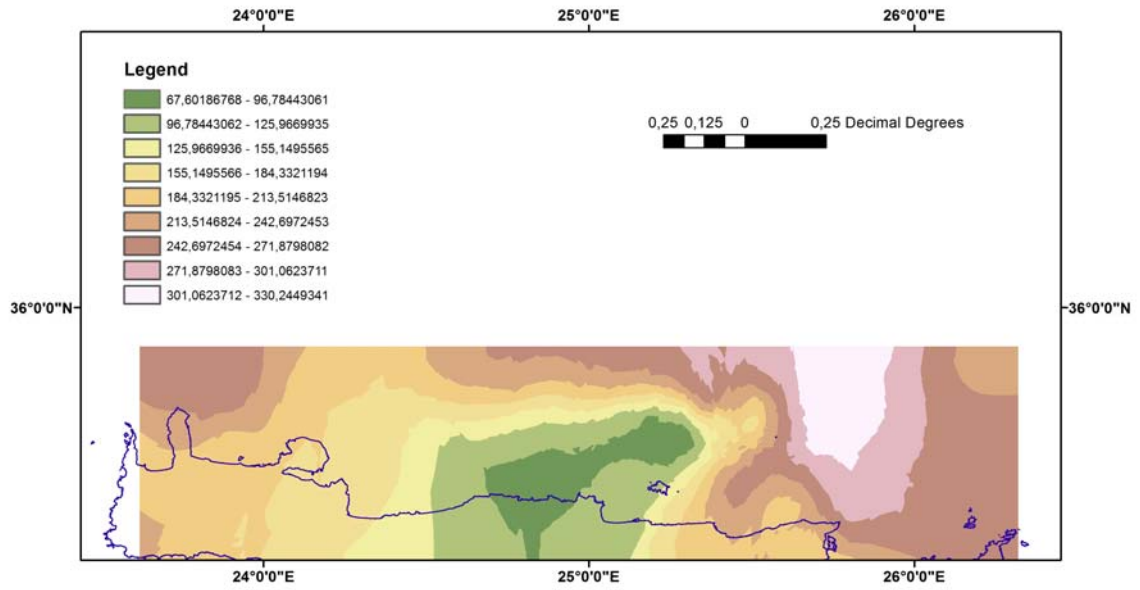 24°0'0"E 25°0'0"E 26°0'0"E
Legend
67,60186768 - 96,78443061
96,78443062 - 125,9669935
125,9669936 - 155,1495565
155,1495566 - 184,3321194
184,3321195 - 213,5146823
213,5146824 - 242,6972453
242,6972454 - 271,8798082
271,8798083 - 301,0623711
301,0623712 - 330,2449341
0,25 0,125 0 0,25 Decimal Degrees
36°0'0"N 36°0'0"N
24°0'0"E 25°0'0"E 26°0'0"E